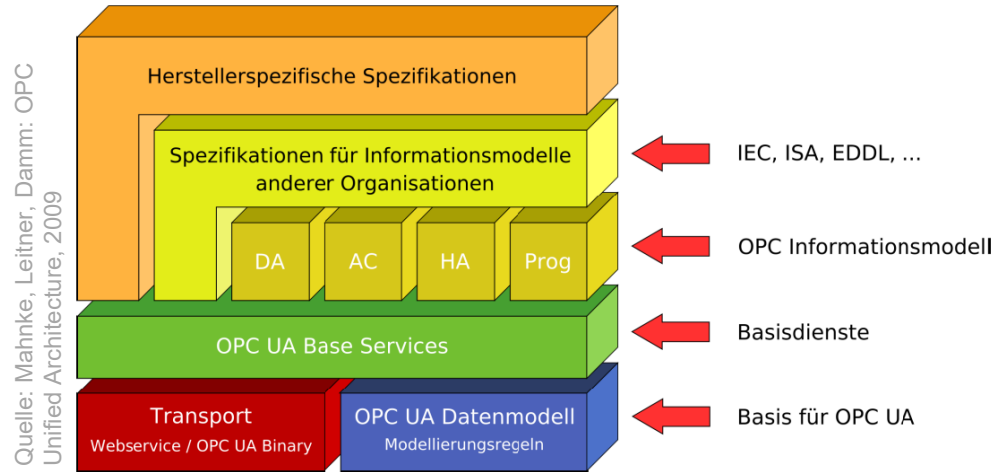 Quelle: Mahnke, Leitner, Damm: OPC
Unified Architecture, 2009
Herstellerspezifische Spezifikationen
Spezifikationen für Informationsmodelle
anderer Organisationen
IEC, ISA, EDDL, ...
DA
AC
HA
Prog
OPC Informationsmodell
OPC UA Base Services
Basisdienste
Transport
Webservice / OPC UA Binary
OPC UA Datenmodell
Modellierungsregeln
Basis für OPC UA